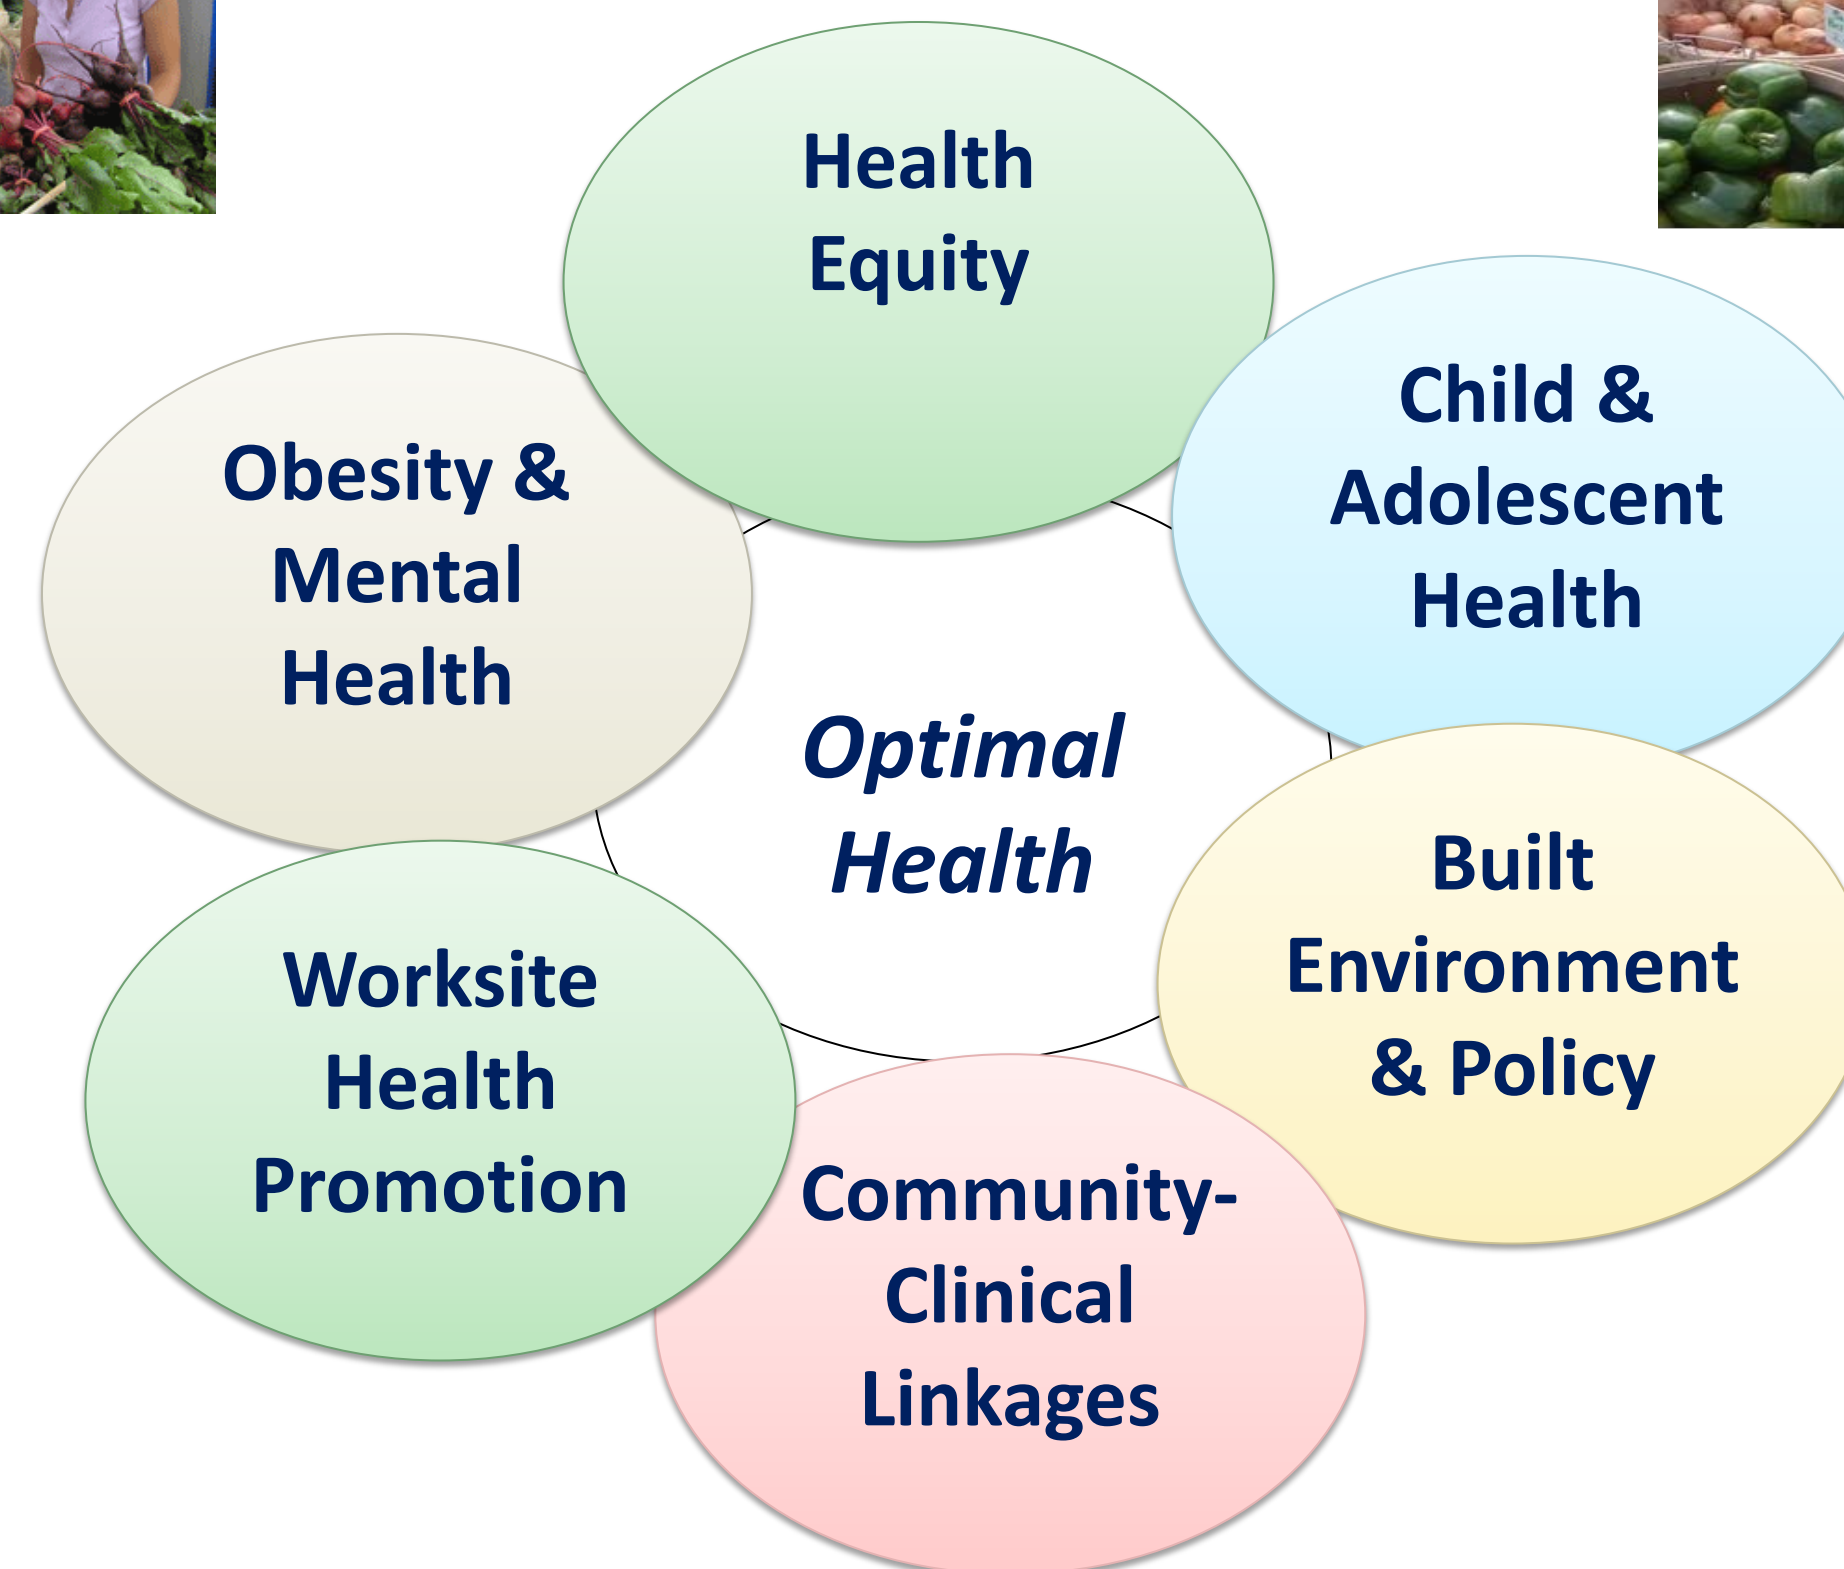 Health
Equity
Child &
Adolescent
Health
Obesity &
Mental
Health
Optimal
Health
Built
Environment
& Policy
Worksite
Health
Promotion
Community-
Clinical
Linkages